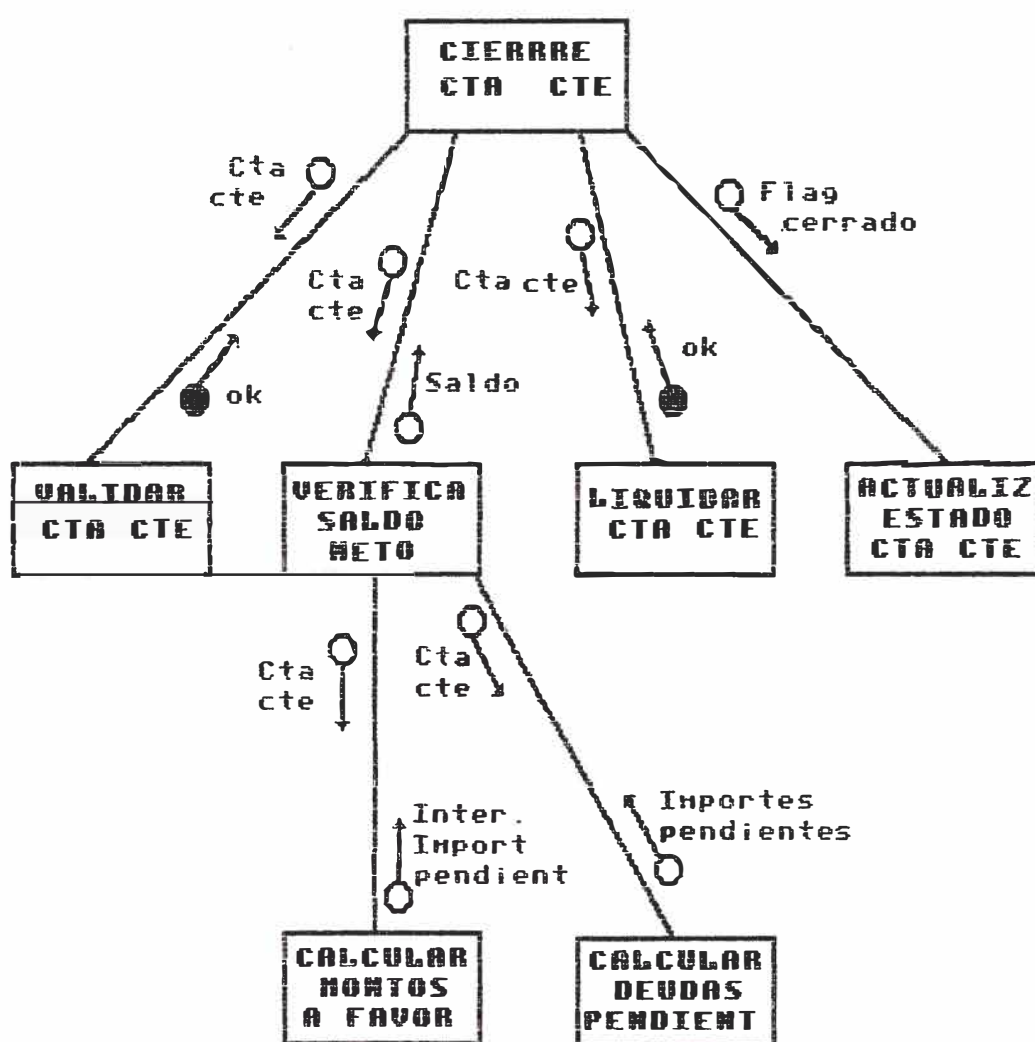 CIERRRE
CTA CTE
Cta
cte
Flag
cerrado
Cta
cte
Cta cte
ok
Saldo
ok
VALIDAR
CTA CTE
VERIFICA
SALDO
NETO
LIQUIDAR
CTA CTE
ACTUALIZ
ESTADO
CTA CTE
Cta
cte
Cta
cte
Inter.
Import
pendient
Importes
pendientes
CALCULAR
MONTOS
A FAVOR
CALCULAR
DEUDAS
PENDIENT